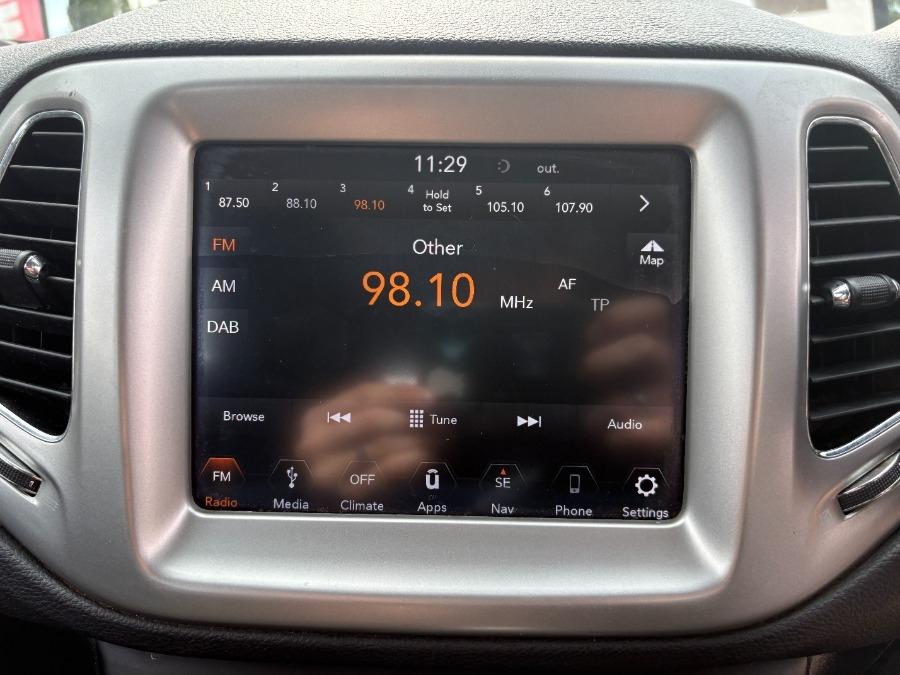 11:29 out.
1 2 3 4 5 6
87.50 88.10 98.10 Hold to Set 105.10 107.90
FM Other Map
98.10 MHz AF TP
AM
DAB
Browse Tune Audio
FM OFF SE
Radio Media Climate Apps Nav Phone Settings